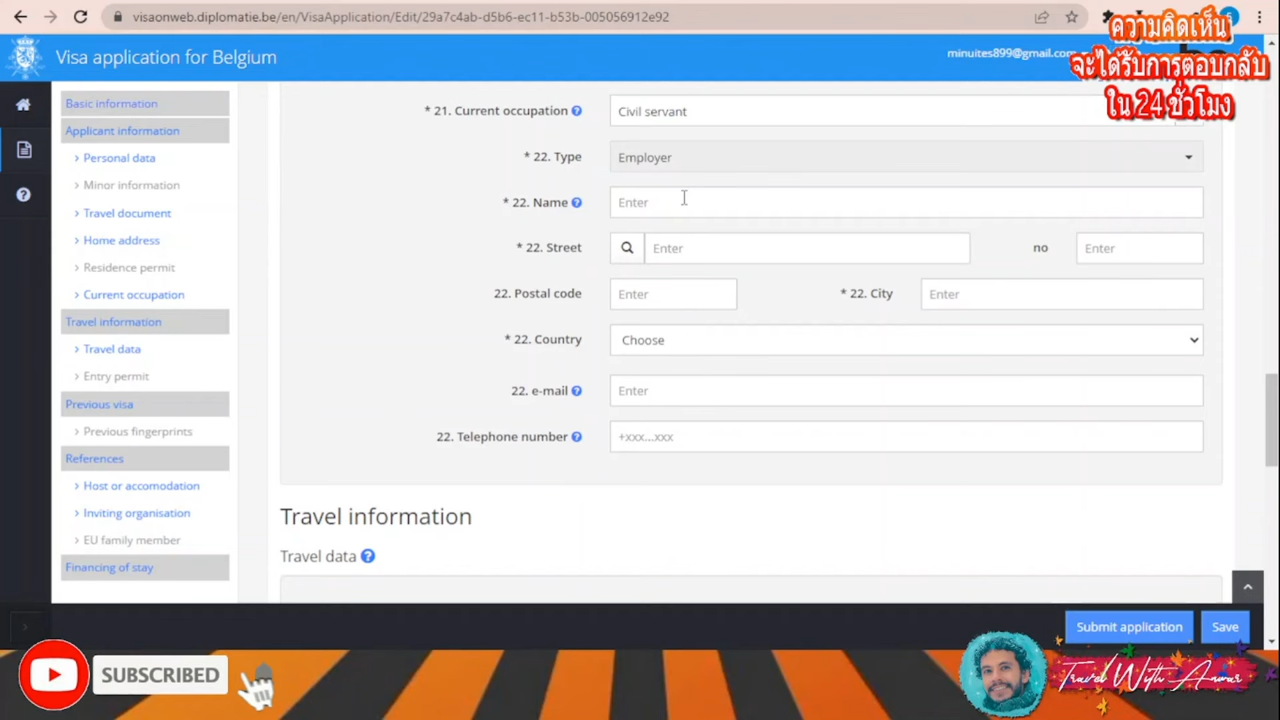 visaonweb.diplomatie.be/en/VisaApplication/Edit/29a7c4ab-d5b6-ec11-b53b-005056912e92
ความคิดเห็น
จะได้รับการตอบกลับ
ใน 24 ชั่วโมง
Visa application for Belgium
minuites899@gmail.com
Basic information
Applicant information
Personal data
Minor information
Travel document
Home address
Residence permit
Current occupation
Travel information
Travel data
Entry permit
Previous visa
Previous fingerprints
References
Host or accomodation
Inviting organisation
EU family member
Financing of stay
* 21. Current occupation ? Civil servant
* 22. Type Employer
* 22. Name ? Enter
* 22. Street Enter no Enter
22. Postal code Enter * 22. City Enter
* 22. Country Choose
22. e-mail ? Enter
22. Telephone number ? +xxx...xxx
Travel information
Travel data ?
Submit application Save
SUBSCRIBED
Travel With Anwar